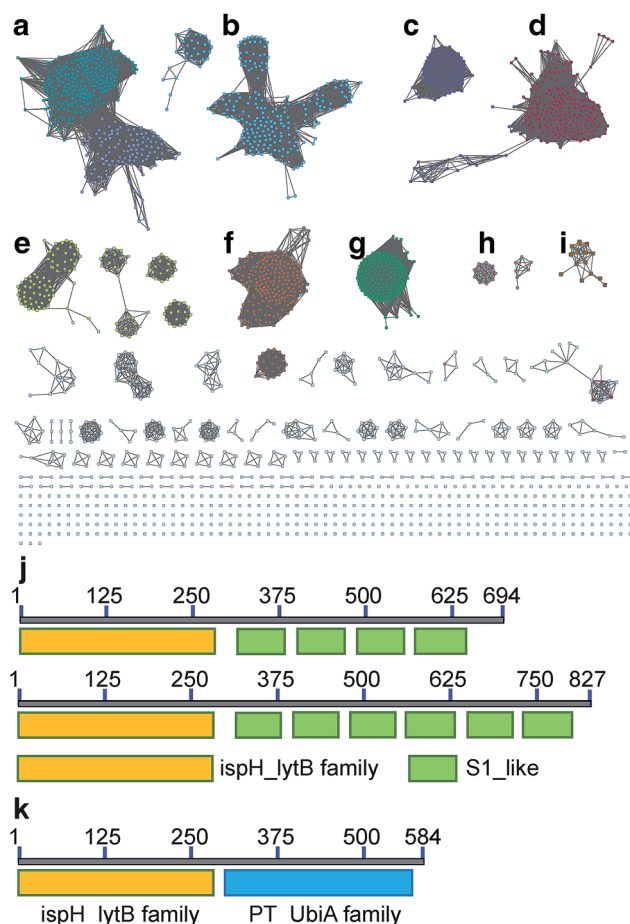 a b c d
e f g h i
j
1 125 250 375 500 625 694
1 125 250 375 500 625 750 827
ispH_lytB family S1_like
k
1 125 250 375 500 584
ispH_lytB family PT_UbiA family